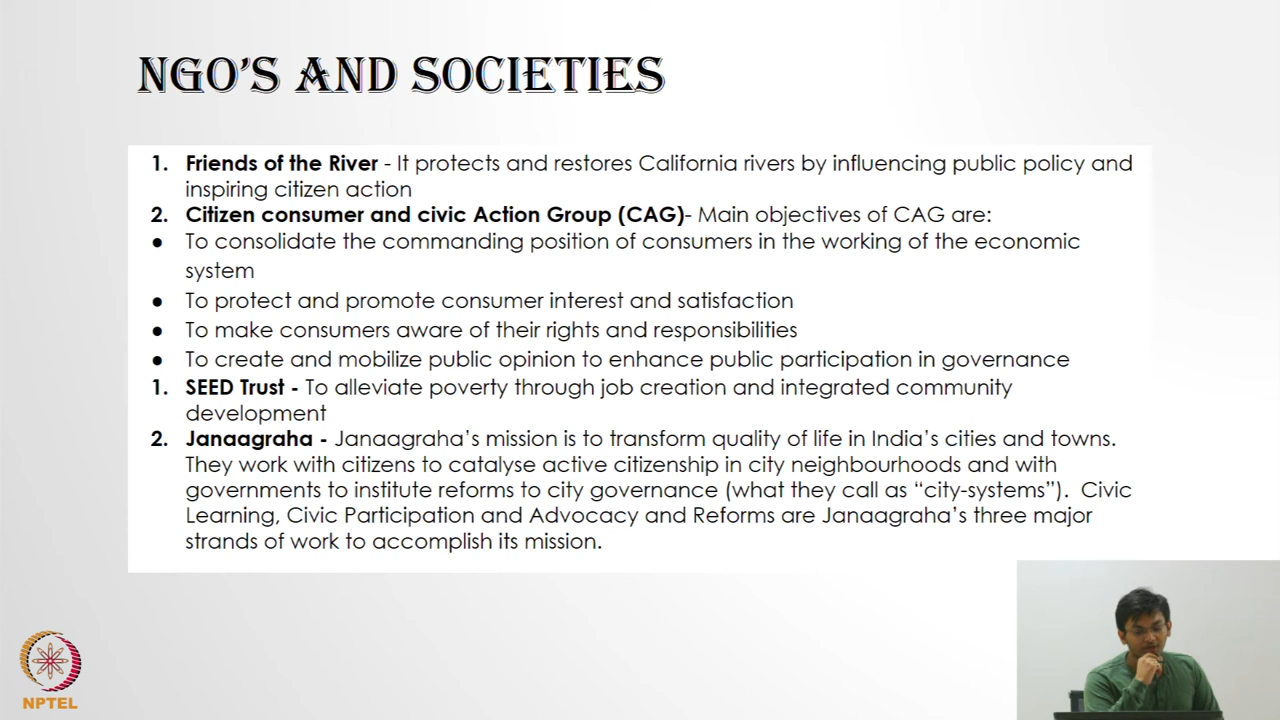 NGO'S AND SOCIETIES
1. Friends of the River - It protects and restores California rivers by influencing public policy and
inspiring citizen action
2. Citizen consumer and civic Action Group (CAG)- Main objectives of CAG are:
● To consolidate the commanding position of consumers in the working of the economic
system
● To protect and promote consumer interest and satisfaction
● To make consumers aware of their rights and responsibilities
● To create and mobilize public opinion to enhance public participation in governance
1. SEED Trust - To alleviate poverty through job creation and integrated community
development
2. Janaagraha - Janaagraha's mission is to transform quality of life in India's cities and towns.
They work with citizens to catalyse active citizenship in city neighbourhoods and with
governments to institute reforms to city governance (what they call as “city-systems”). Civic
Learning, Civic Participation and Advocacy and Reforms are Janaagraha's three major
strands of work to accomplish its mission.
NPTEL